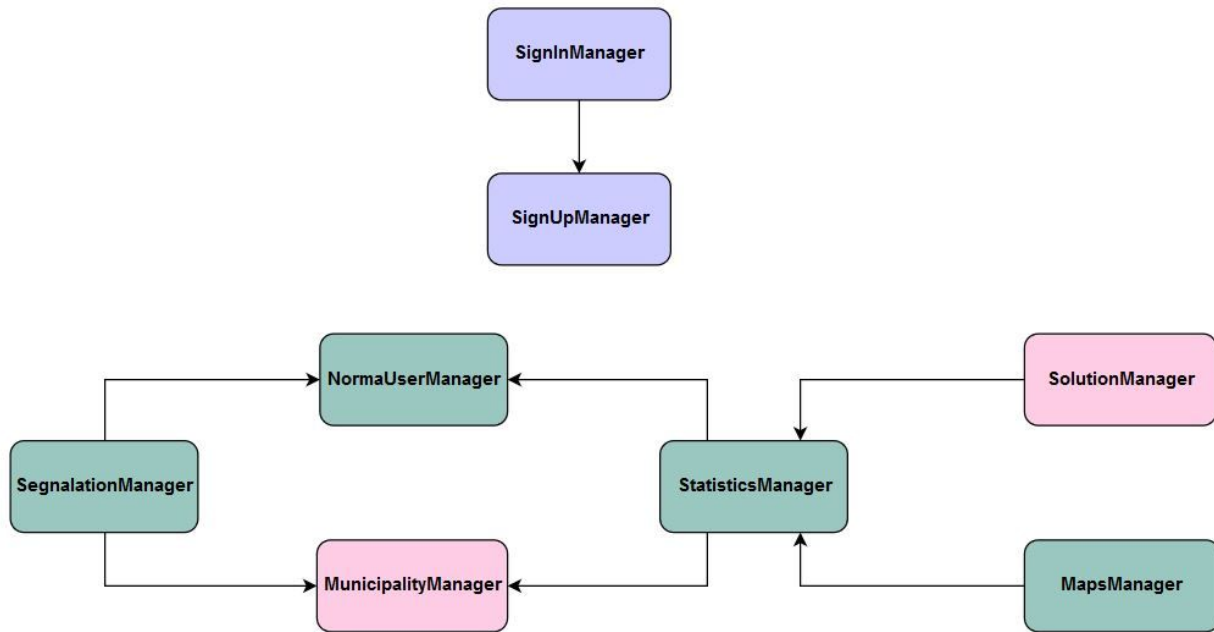 SignInManager
SignUpManager
NormaUserManager
SolutionManager
SegnalationManager
StatisticsManager
MunicipalityManager
MapsManager